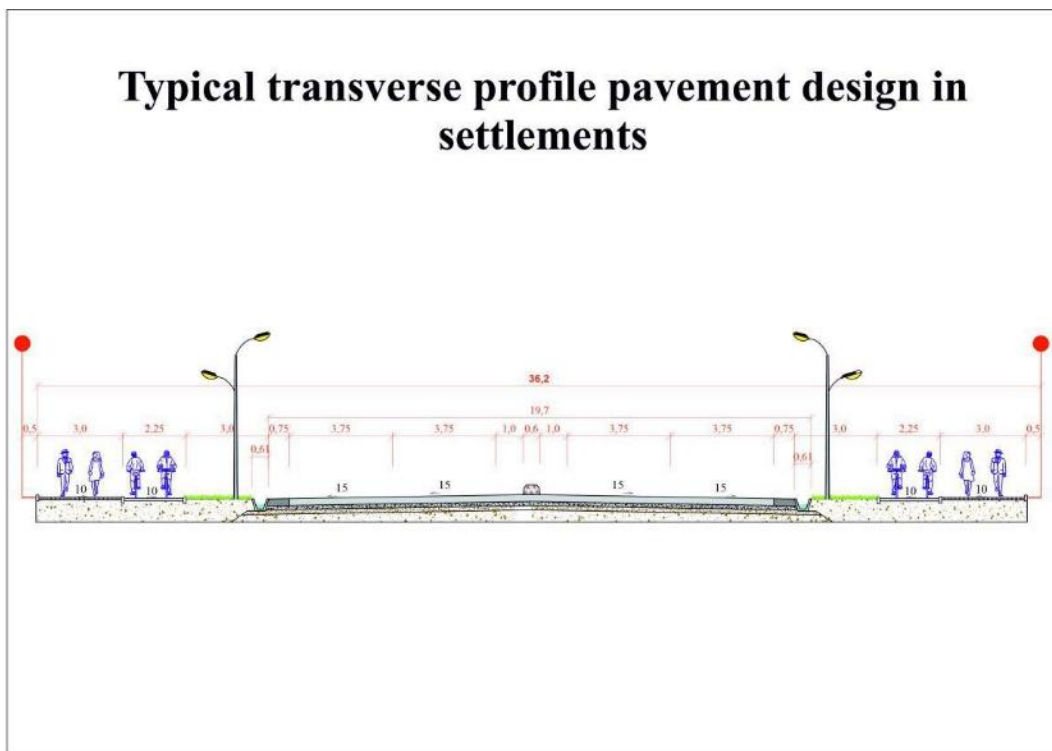 Typical transverse profile pavement design in
settlements
36,2
19,7
0,5 3,0 2,25 3,0 0,75 3,75 3,75 1,0 0,6 1,0 3,75 3,75 0,75 3,0 2,25 3,0 0,5
0,61 0,61
10 10 15 15 15 15 10 10